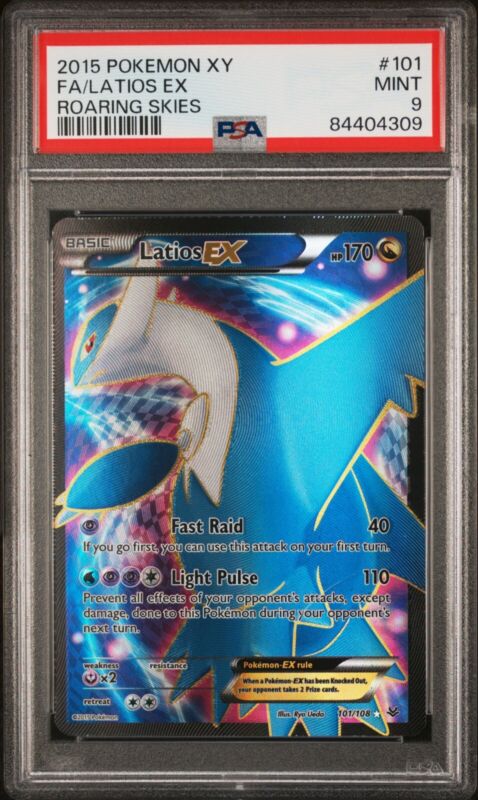 2015 POKEMON XY #101
FA/LATIOS EX MINT
ROARING SKIES 9
PSA 84404309
BASIC LatiosEX HP170
Fast Raid 40
If you go first, you can use this attack on your first turn.
Light Pulse 110
Prevent all effects of your opponent's attacks, except
damage, done to this Pokémon during your opponent's
next turn.
weakness resistance
×2
retreat
Pokémon-EX rule
When a Pokémon-EX has been Knocked Out,
your opponent takes 2 Prize cards.
©2015 Pokémon Illus. Ryo Ueda 101/108
PSA